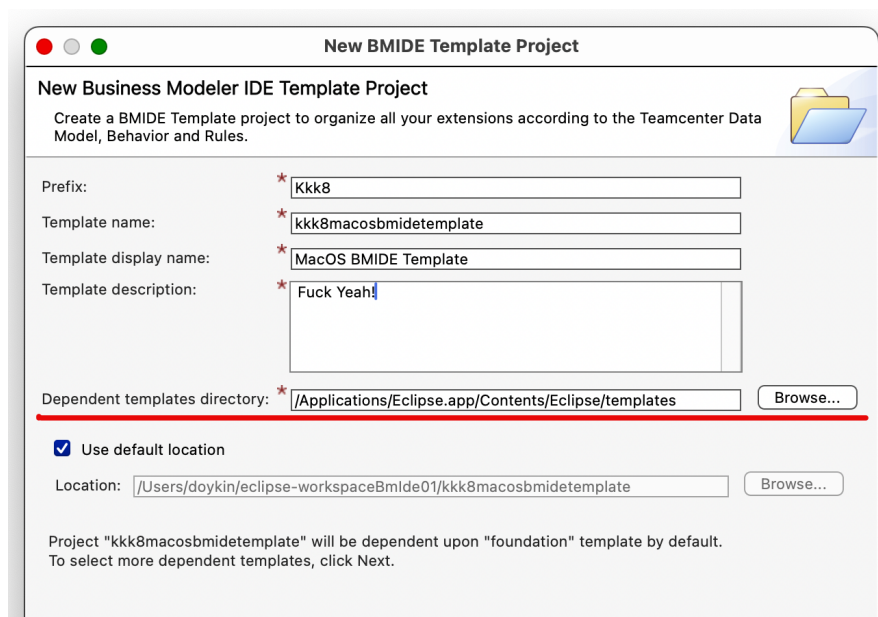 New BMIDE Template Project
New Business Modeler IDE Template Project
Create a BMIDE Template project to organize all your extensions according to the Teamcenter Data
Model, Behavior and Rules.
Prefix: * Kkk8
Template name: * kkk8macosbmidetemplate
Template display name: * MacOS BMIDE Template
Template description: * Fuck Yeah!
Dependent templates directory: * /Applications/Eclipse.app/Contents/Eclipse/templates Browse...
Use default location
Location: /Users/doykin/eclipse-workspaceBmIde01/kkk8macosbmidetemplate Browse...
Project "kkk8macosbmidetemplate" will be dependent upon "foundation" template by default.
To select more dependent templates, click Next.